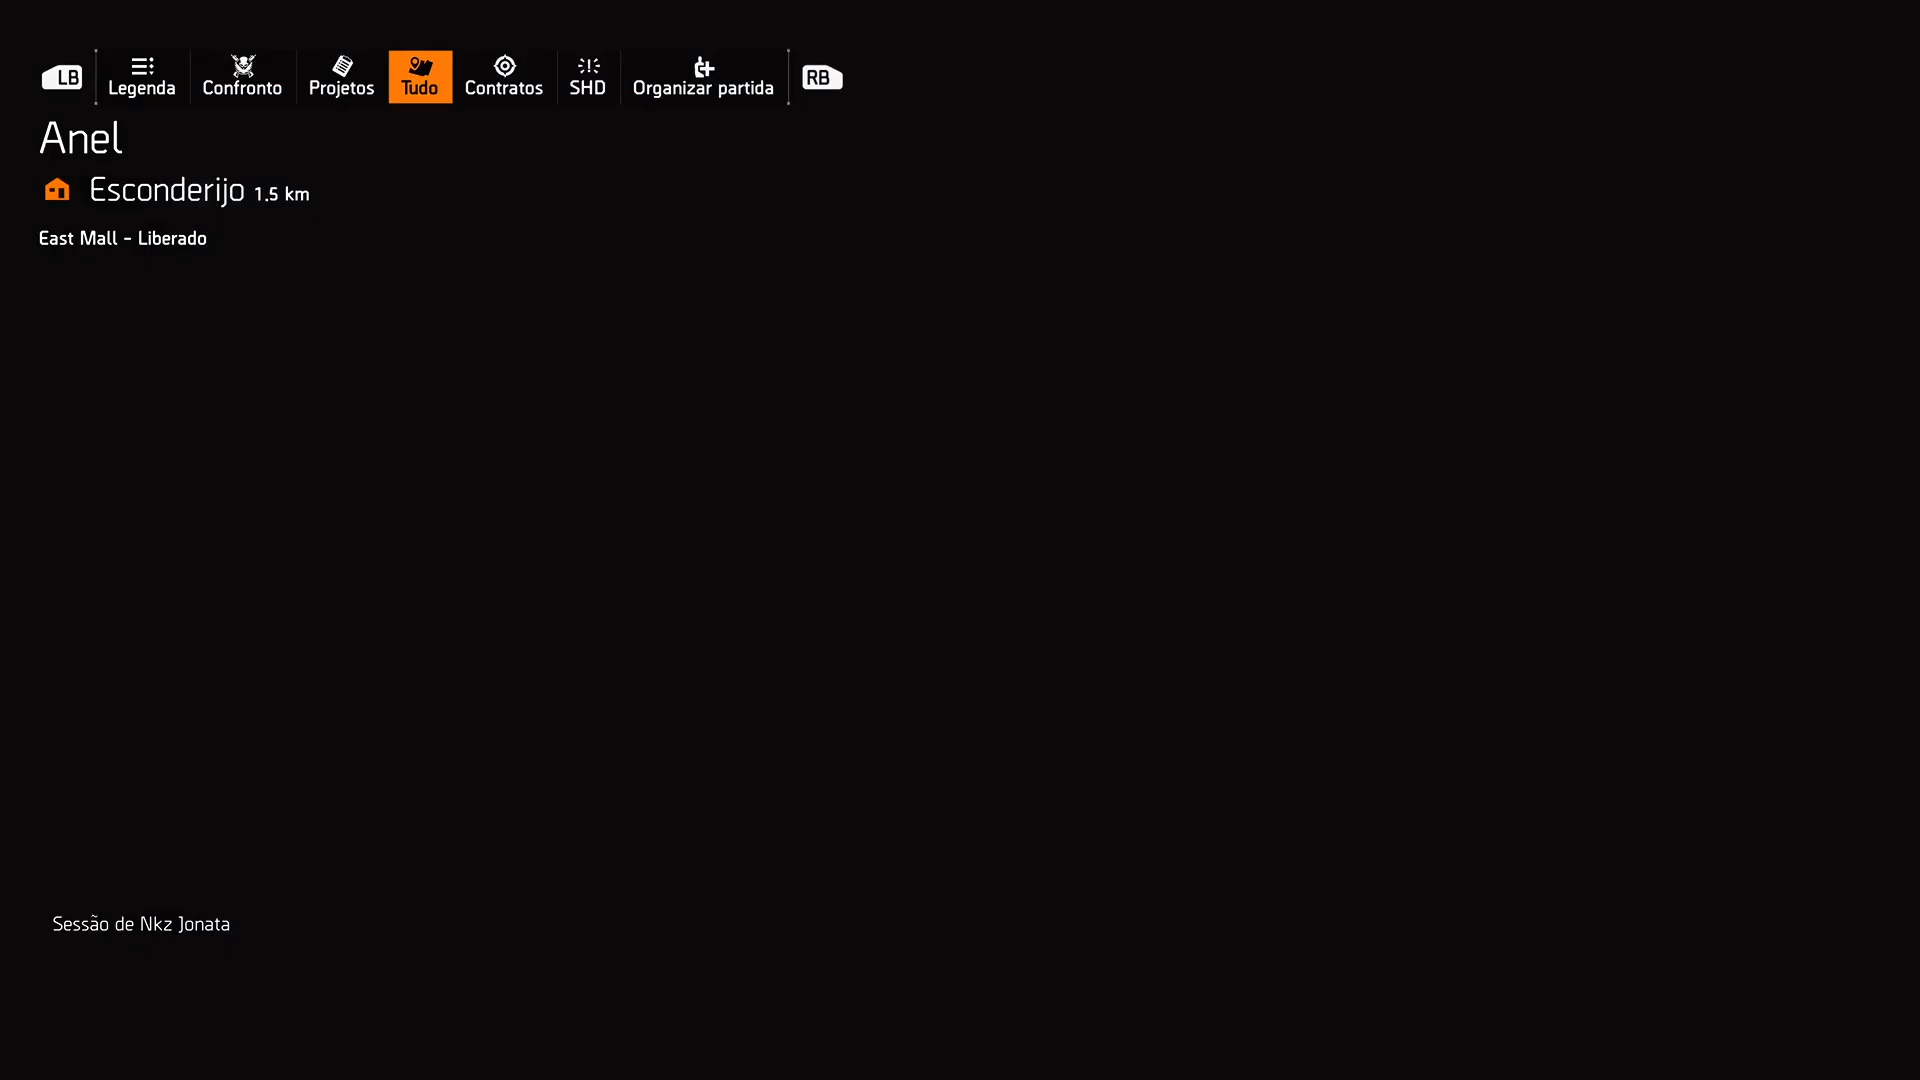 LB Legenda Confronto Projetos Tudo Contratos SHD Organizar partida RB
Anel
Esconderijo 1.5 km
East Mall - Liberado
Sessão de Nkz Jonata